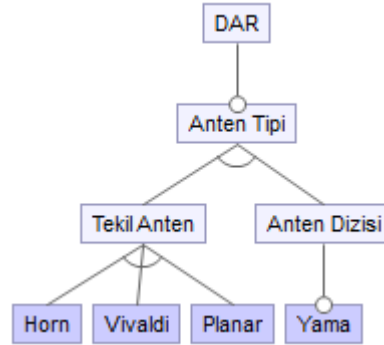 DAR
Anten Tipi
Tekil Anten
Anten Dizisi
Horn
Vivaldi
Planar
Yama